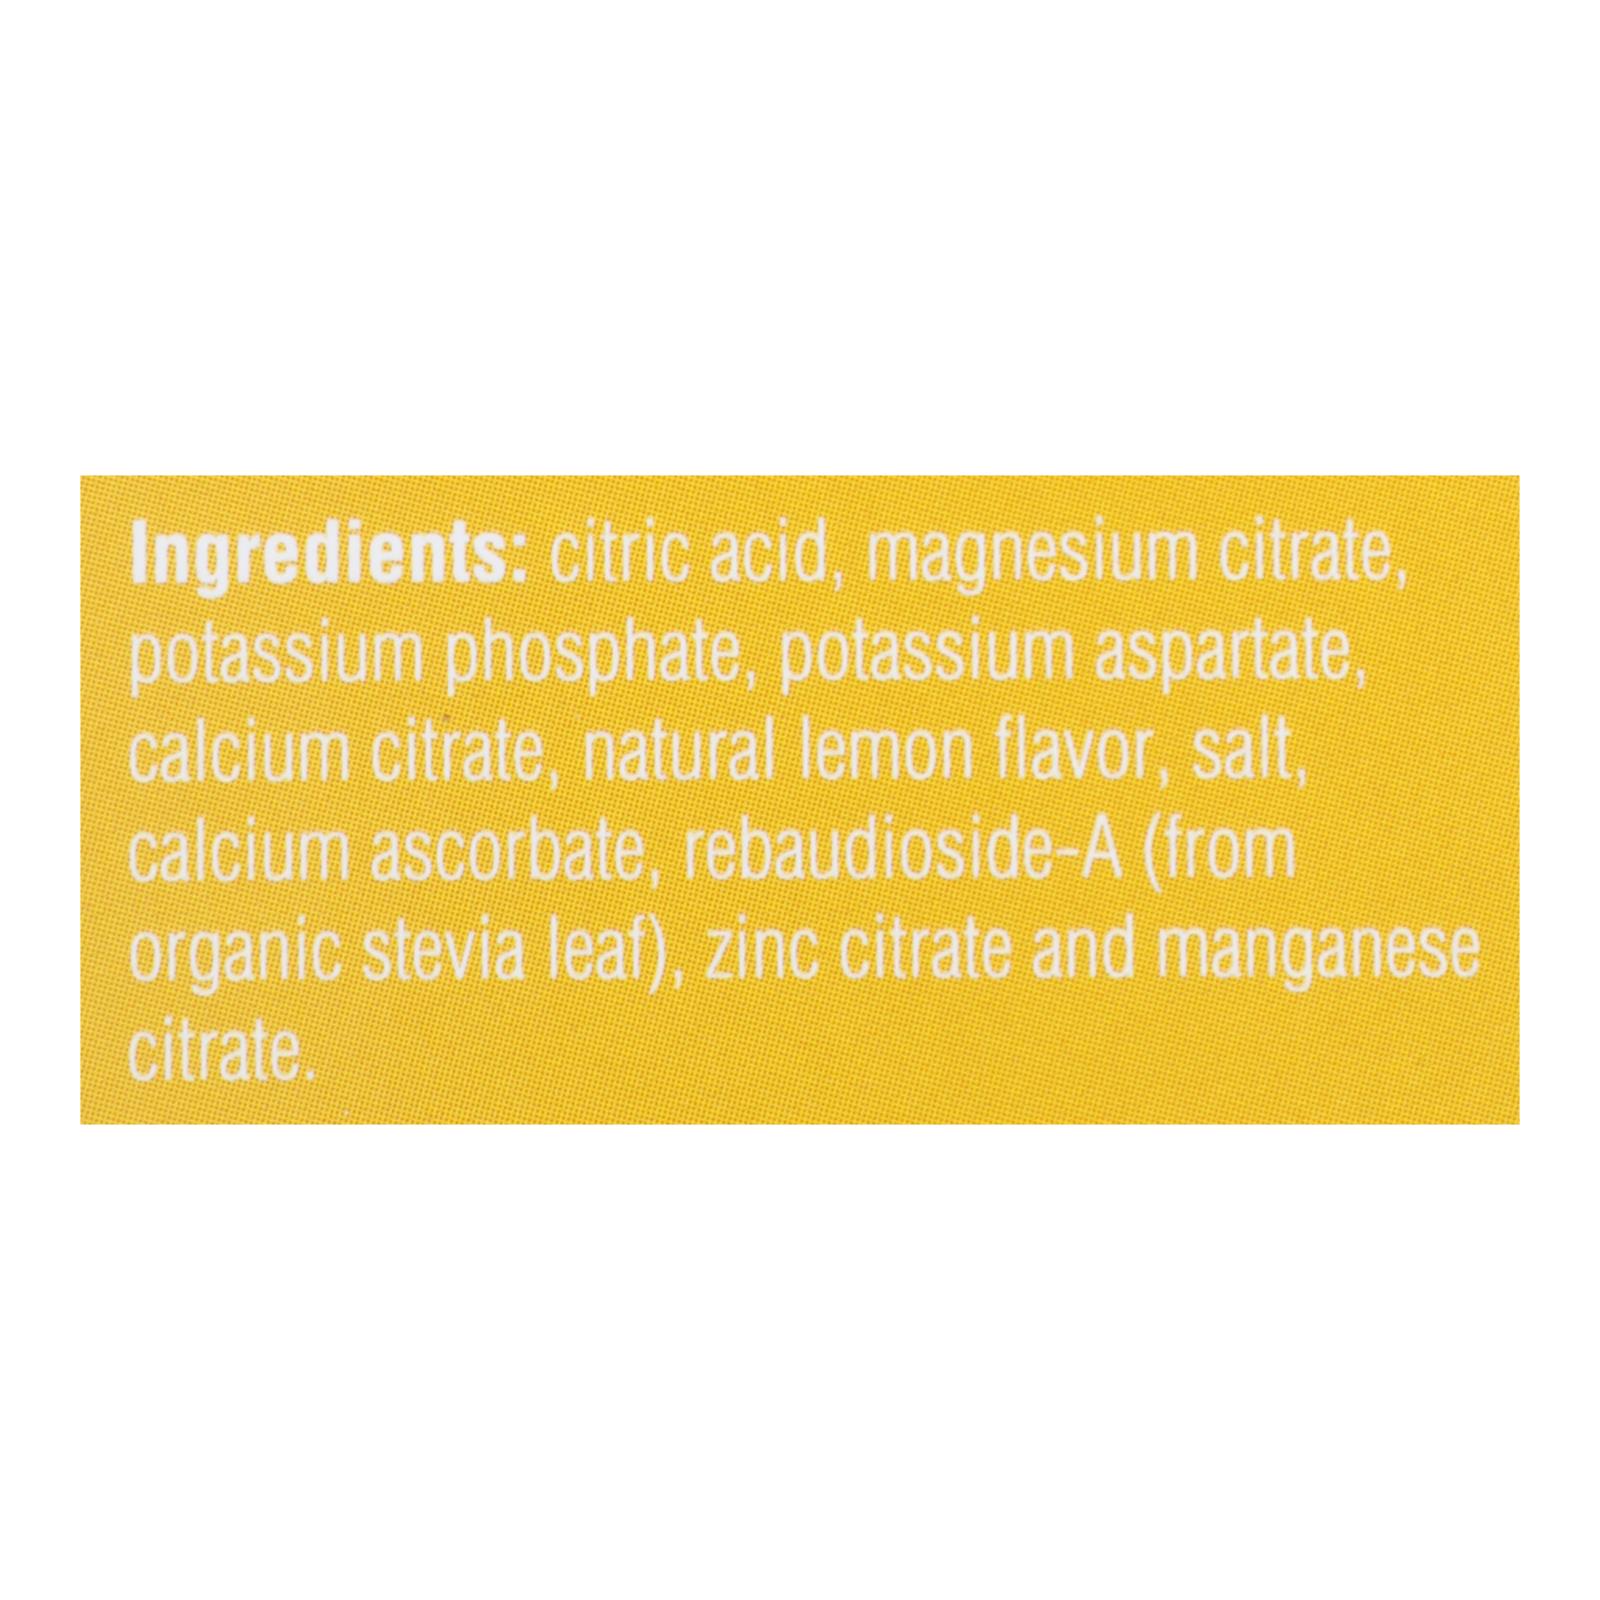 Ingredients: citric acid, magnesium citrate,
potassium phosphate, potassium aspartate,
calcium citrate, natural lemon flavor, salt,
calcium ascorbate, rebaudioside-A (from
organic stevia leaf), zinc citrate and manganese
citrate.